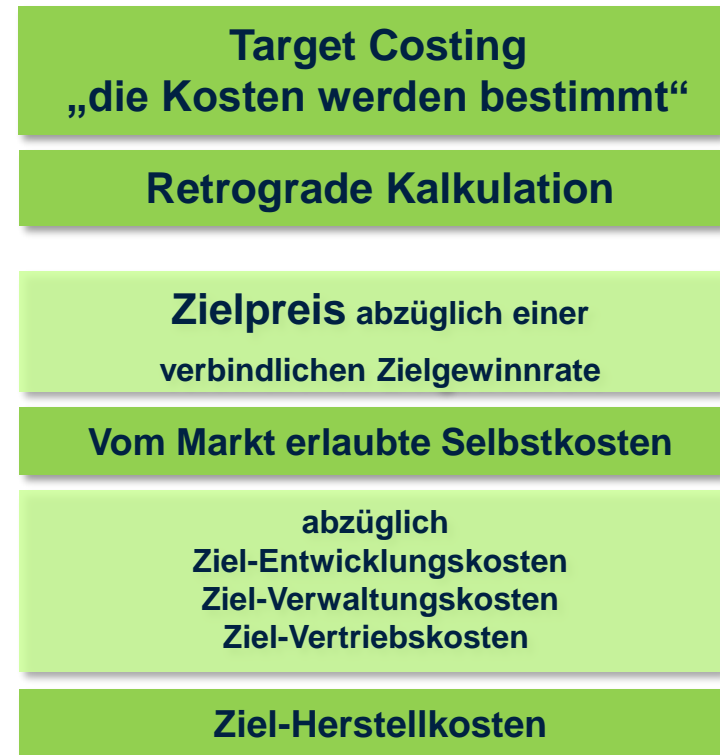 Target Costing
„die Kosten werden bestimmt“
Retrograde Kalkulation
Zielpreis abzüglich einer
verbindlichen Zielgewinnrate
Vom Markt erlaubte Selbstkosten
abzüglich
Ziel-Entwicklungskosten
Ziel-Verwaltungskosten
Ziel-Vertriebskosten
Ziel-Herstellkosten